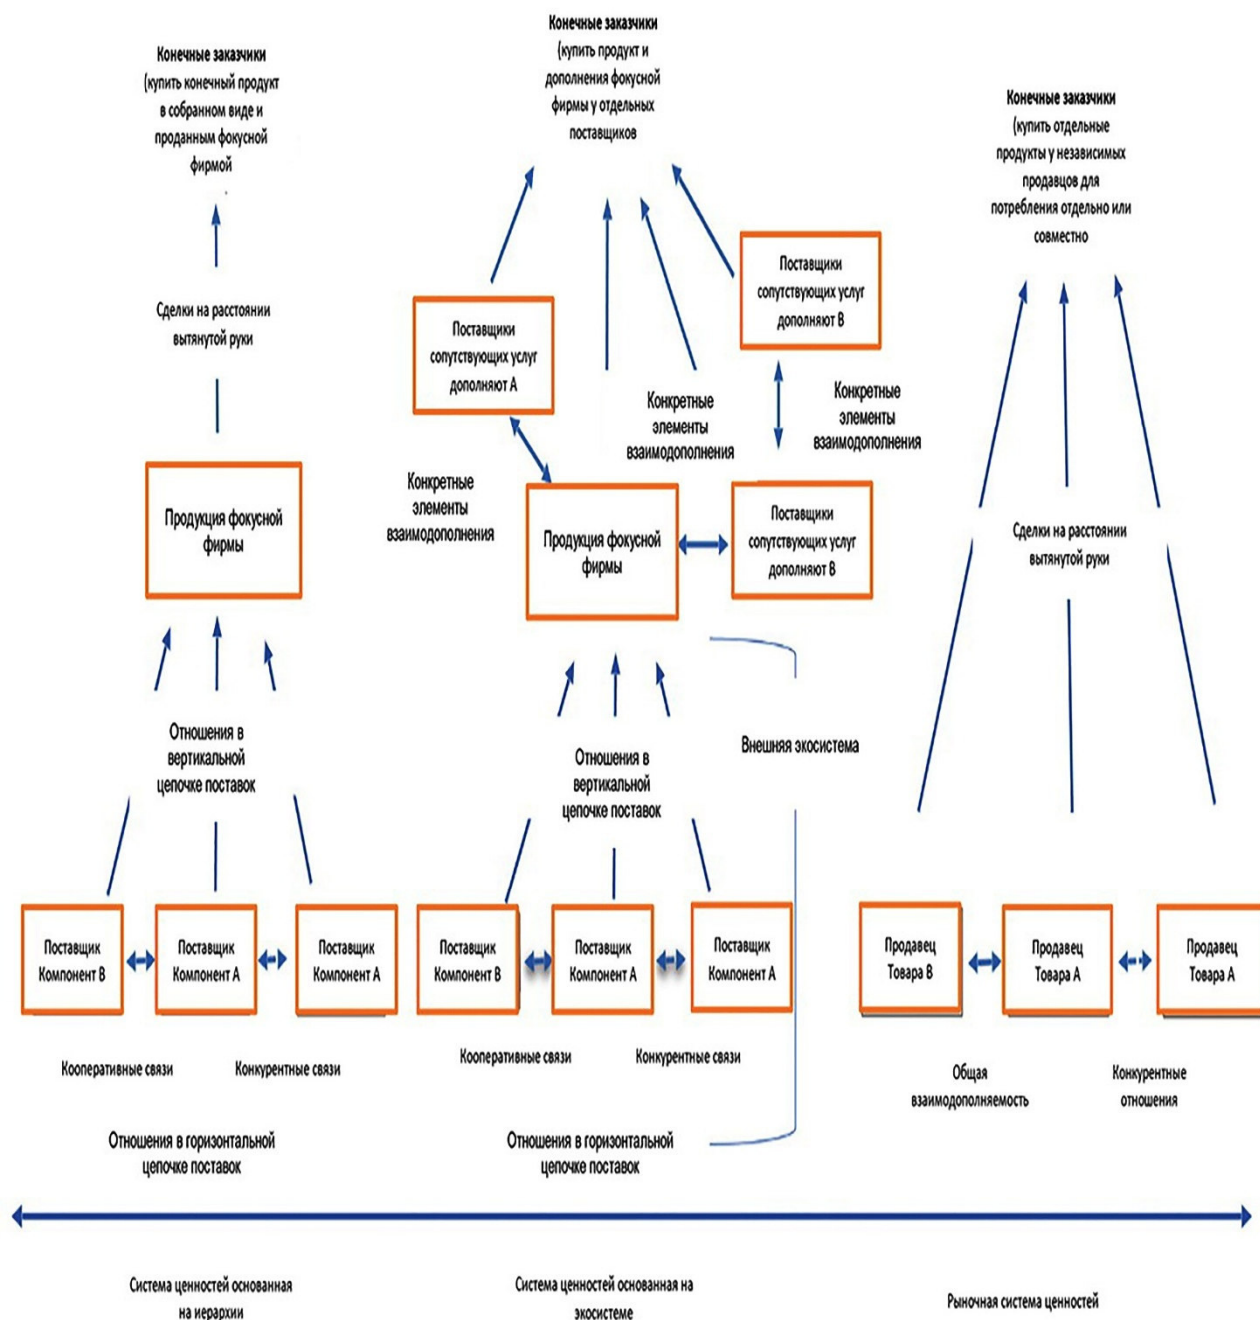 Конечные заказчики
(купить конечный продукт
в собранном виде и
проданным фокусной
фирмой
Сделки на расстоянии
вытянутой руки
Продукция фокусной
фирмы
Отношения в
вертикальной
цепочке поставок
Поставщик
Компонент B
Поставщик
Компонент A
Поставщик
Компонент A
Кооперативные связи
Конкурентные связи
Отношения в горизонтальной
цепочке поставок
Система ценностей основанная
на иерархии
Конечные заказчики
(купить продукт и
дополнения фокусной
фирмы у отдельных
поставщиков
Поставщики
сопутствующих услуг
дополняют A
Поставщики
сопутствующих услуг
дополняют B
Конкретные
элементы
взаимодополнения
Конкретные
элементы
взаимодополнения
Конкретные
элементы
взаимодополнения
Продукция фокусной
фирмы
Поставщики
сопутствующих услуг
дополняют B
Внешняя экосистема
Отношения в
вертикальной
цепочке поставок
Поставщик
Компонент B
Поставщик
Компонент A
Поставщик
Компонент A
Кооперативные связи
Конкурентные связи
Отношения в горизонтальной
цепочке поставок
Система ценностей основанная на
экосистеме
Конечные заказчики
(купить отдельные
продукты у независимых
продавцов для
потребления отдельно или
совместно
Сделки на расстоянии
вытянутой руки
Продавец
Товара B
Продавец
Товара A
Продавец
Товара A
Общая
взаимодополняемость
Конкурентные
отношения
Рыночная система ценностей